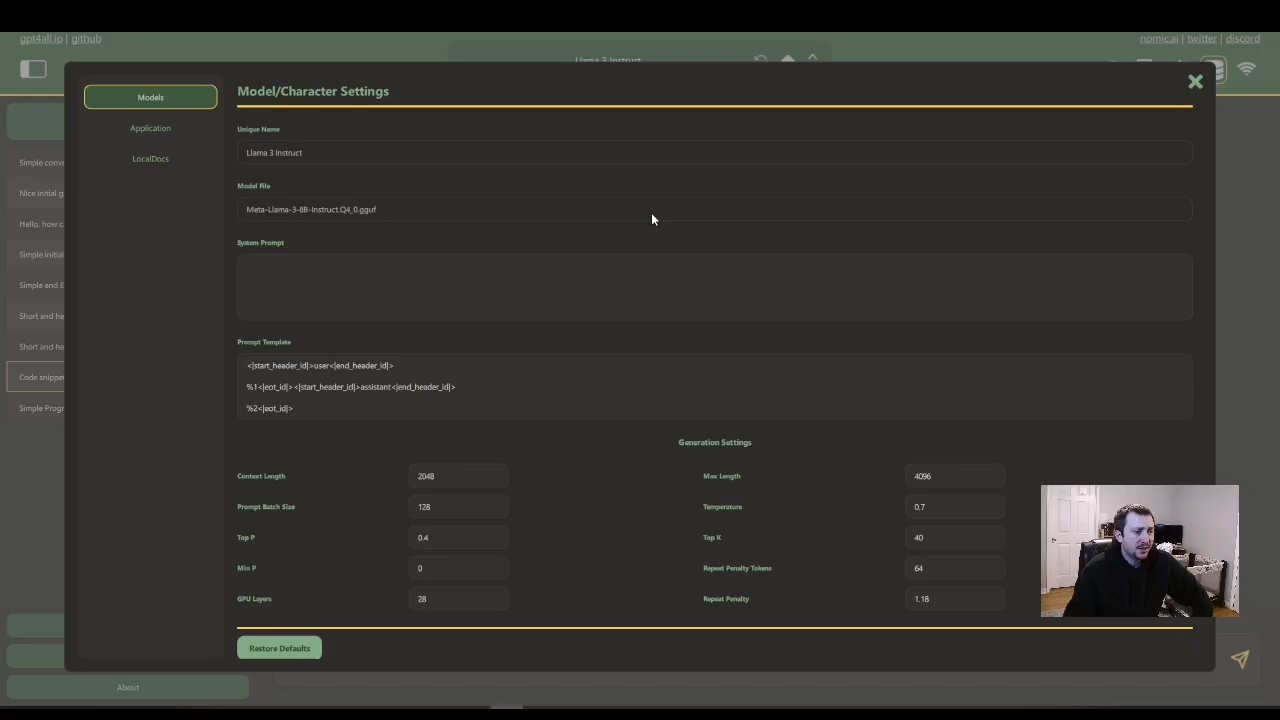 gpt4all.io | github
nomic.ai | twitter | discord
Llama 3 Instruct
Models
Application
LocalDocs
Simple conve
Nice initial g
Hello, how c
Simple initial
Simple and E
Short and he
Short and he
Code snippet
Simple Progr
About
Model/Character Settings
Unique Name
Llama 3 Instruct
Model File
Meta-Llama-3-8B-Instruct.Q4_0.gguf
System Prompt
Prompt Template
<|start_header_id|>user<|end_header_id|>
%1<|eot_id|><|start_header_id|>assistant<|end_header_id|>
%2<|eot_id|>
Generation Settings
Context Length 2048 Max Length 4096
Prompt Batch Size 128 Temperature 0.7
Top P 0.4 Top K 40
Min P 0 Repeat Penalty Tokens 64
GPU Layers 28 Repeat Penalty 1.18
Restore Defaults